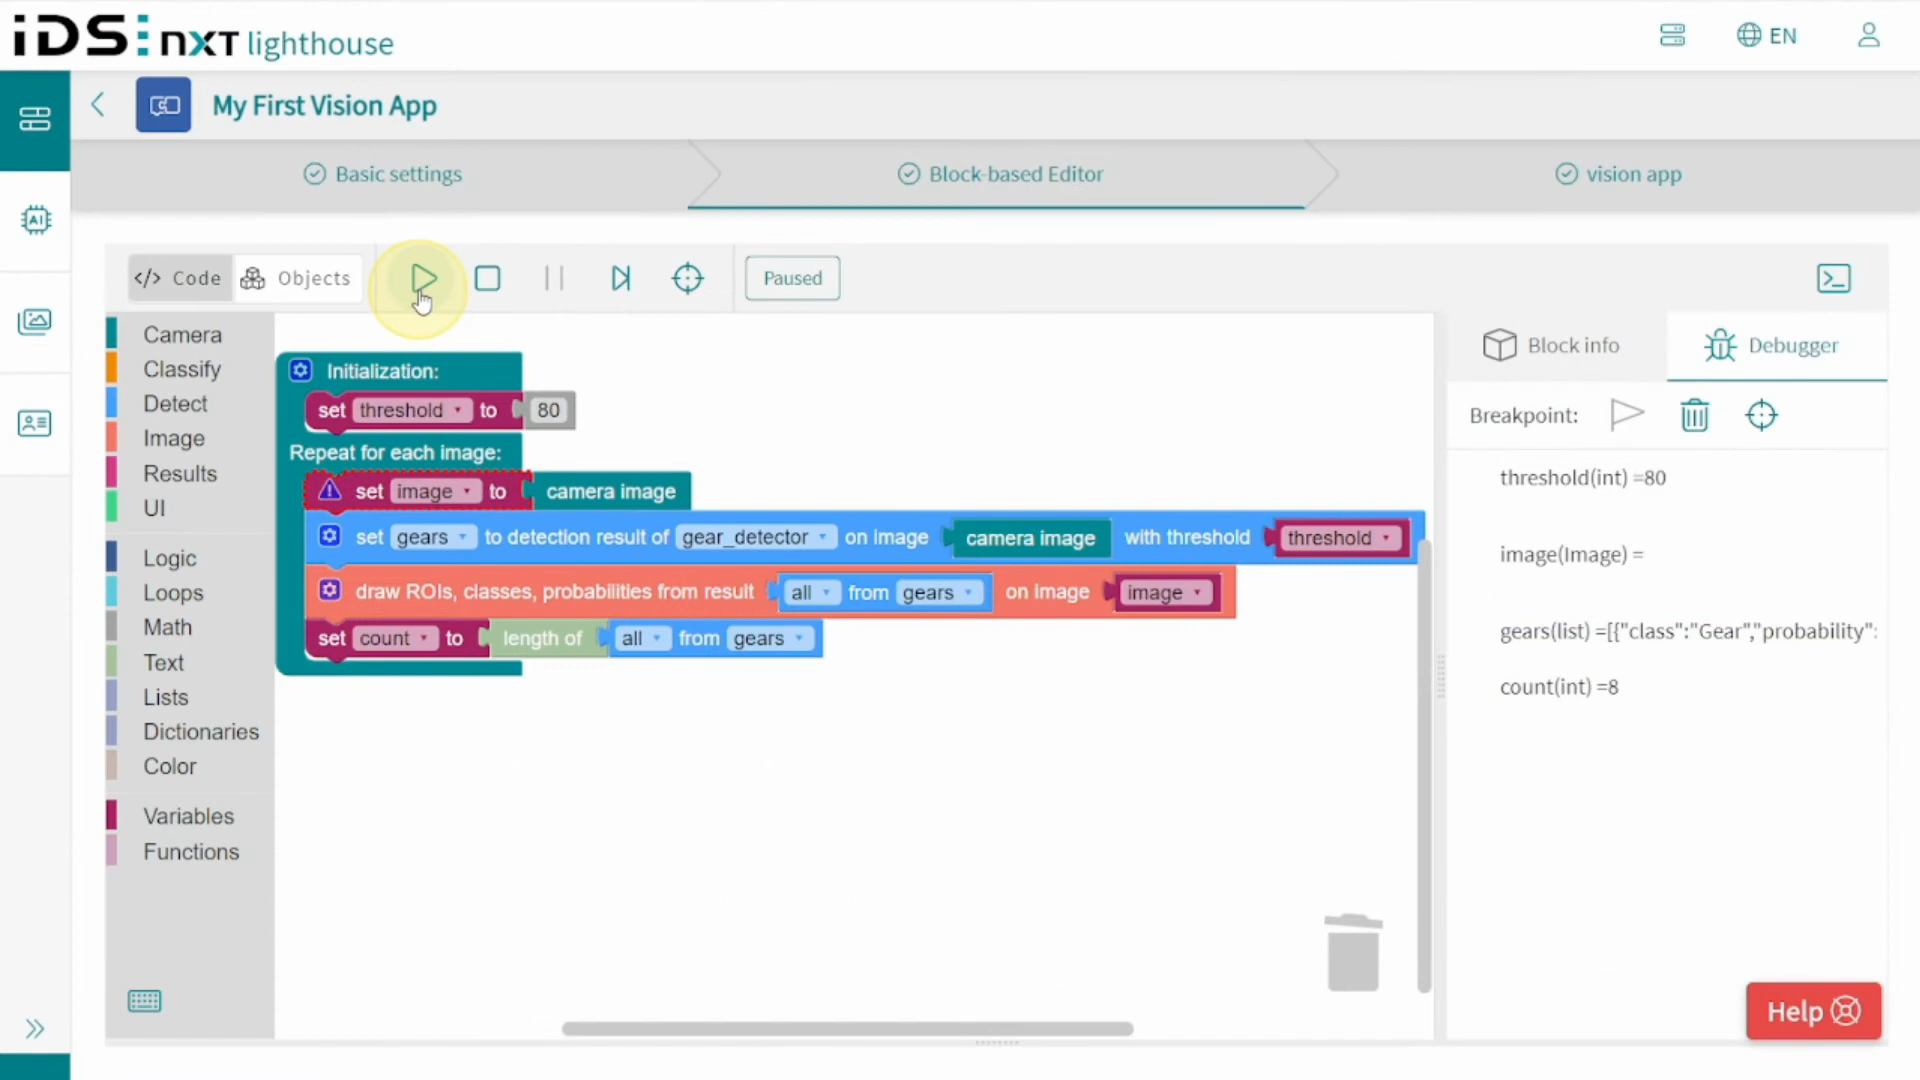 iDS:nxt lighthouse
EN
My First Vision App
Basic settings
Block-based Editor
vision app
</> Code
Objects
Paused
Camera
Classify
Detect
Image
Results
UI
Logic
Loops
Math
Text
Lists
Dictionaries
Color
Variables
Functions
Initialization:
set threshold to 80
Repeat for each image:
set image to camera image
set gears to detection result of gear_detector on image camera image with threshold threshold
draw ROIs, classes, probabilities from result all from gears on image image
set count to length of all from gears
Block info
Debugger
Breakpoint:
threshold(int) =80
image(Image) =
gears(list) =[{"class":"Gear","probability":
count(int) =8
Help